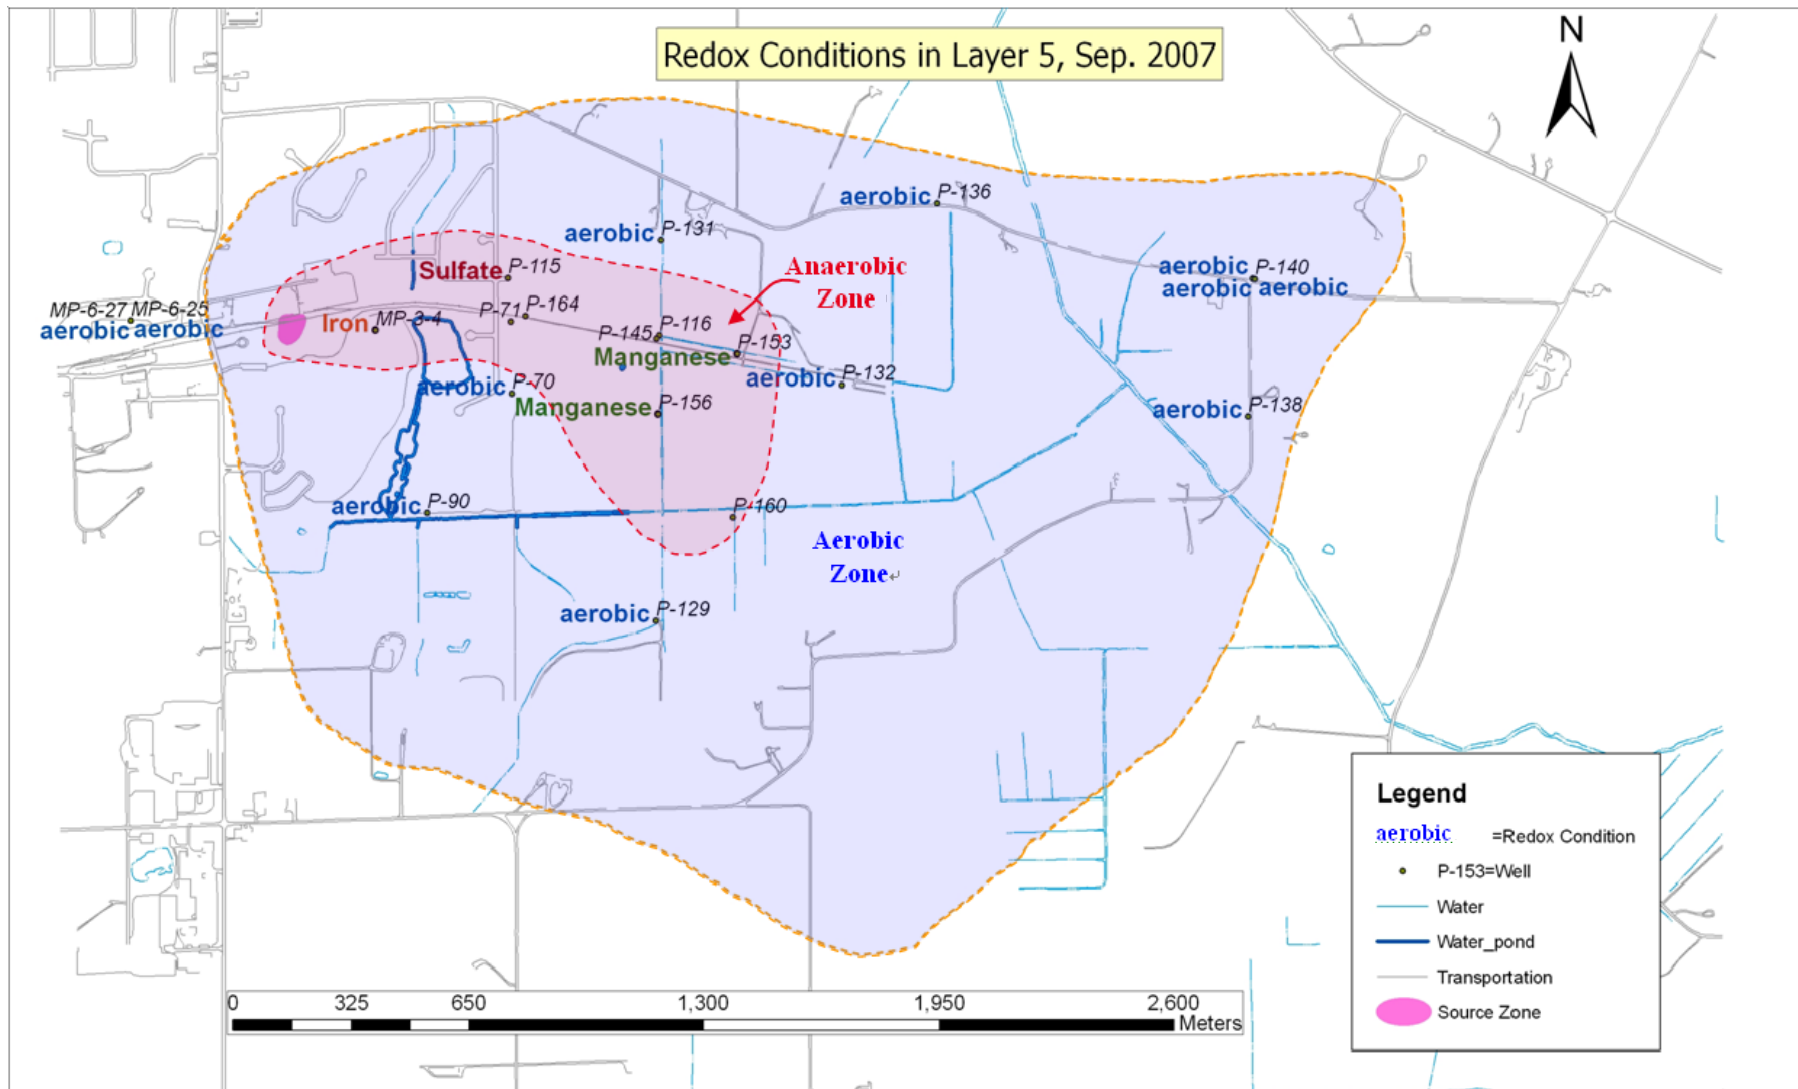 Redox Conditions in Layer 5, Sep. 2007
N
aerobic P-136
aerobic P-131
Anaerobic
Zone
Sulfate P-115
aerobic P-140
aerobic aerobic
MP-6-27 MP-6-25
aerobic aerobic
Iron MP-3-4
P-71 P-164
P-145 P-116
Manganese P-153
aerobic P-132
aerobic P-70
Manganese P-156
aerobic P-138
aerobic P-90
P-160
Aerobic
Zone↵
aerobic P-129
Legend
aerobic =Redox Condition
P-153=Well
Water
Water_pond
Transportation
Source Zone
0 325 650 1,300 1,950 2,600
Meters